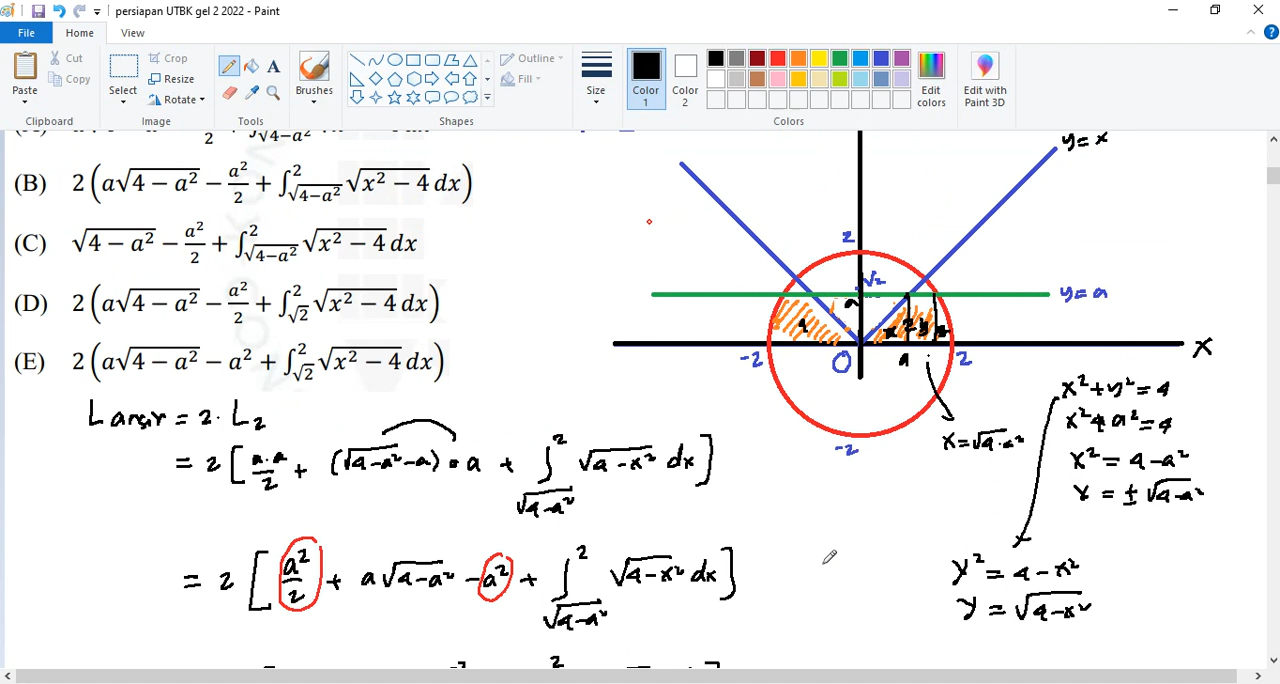 persiapan UTBK gel 2 2022 - Paint
File Home View
Cut
Copy
Paste
Clipboard
Select
Crop
Resize
Rotate
Image
A
Tools
Brushes
Outline
Fill
Shapes
Size
Color 1
Color 2
Edit colors
Colors
Edit with Paint 3D
(B) 2(a√(4 − a²) − a²/2 + ∫_{√(4−a²)}^{2} √(x² − 4) dx)
(C) √(4 − a²) − a²/2 + ∫_{√(4−a²)}^{2} √(x² − 4) dx
(D) 2(a√(4 − a²) − a²/2 + ∫_{√2}^{2} √(x² − 4) dx)
(E) 2(a√(4 − a²) − a² + ∫_{√2}^{2} √(x² − 4) dx)
y=x
2
√2
a
y=a
-2
O
a
2
X
-2
x=√(4-a²)
x²+y²=4
x²+a²=4
x²=4-a²
x=±√(4-a²)
y²=4-x²
y=√(4-x²)
L arsir = 2. L2
= 2[a.a/2 + (√(4-a²)-a).a + ∫_{√(4-a²)}^{2} √(4-x²) dx]
= 2[a²/2 + a√(4-a²) -a² + ∫_{√(4-a²)}^{2} √(4-x²) dx]